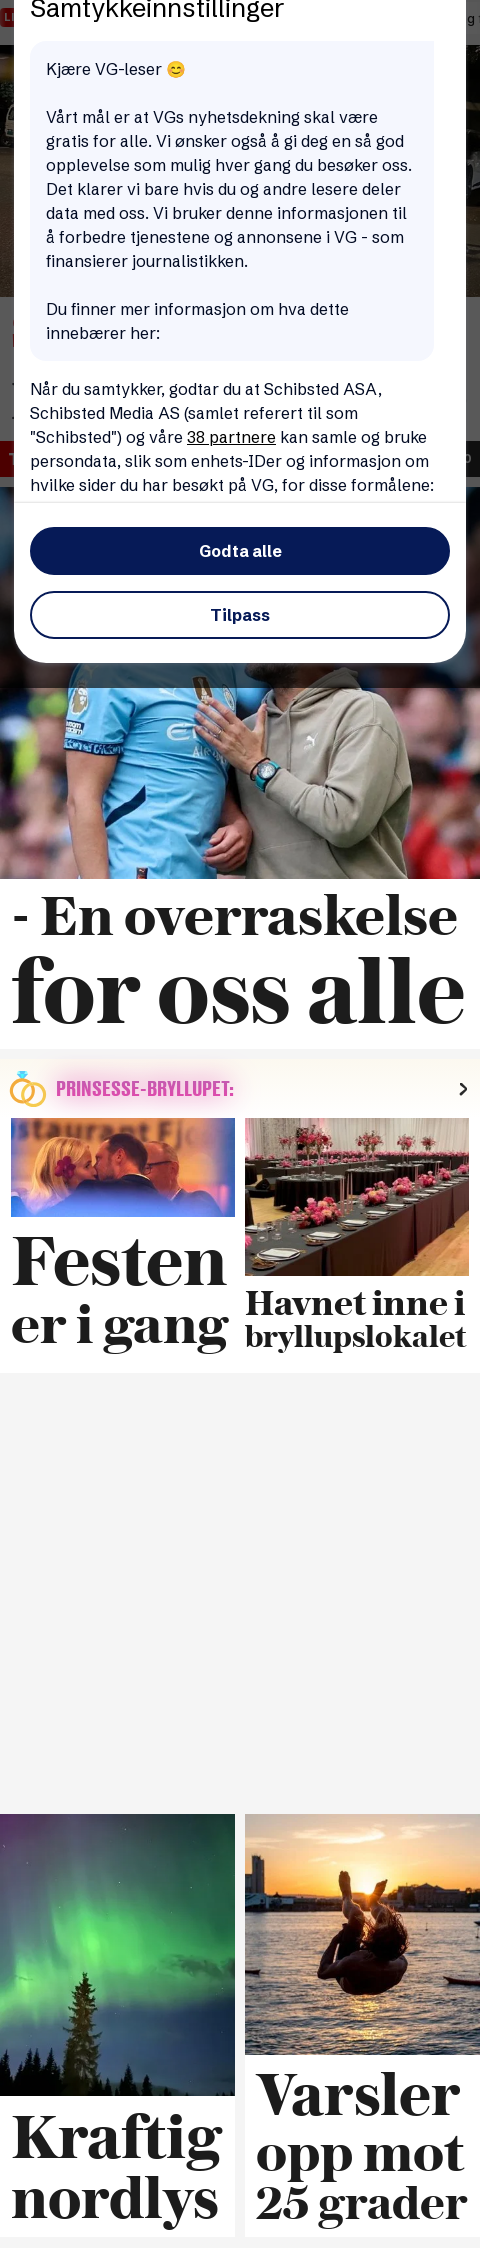 Samtykkeinnstillinger
Kjære VG-leser 😊
Vårt mål er at VGs nyhetsdekning skal være
gratis for alle. Vi ønsker også å gi deg en så god
opplevelse som mulig hver gang du besøker oss.
Det klarer vi bare hvis du og andre lesere deler
data med oss. Vi bruker denne informasjonen til
å forbedre tjenestene og annonsene i VG - som
finansierer journalistikken.
Du finner mer informasjon om hva dette
innebærer her:
Når du samtykker, godtar du at Schibsted ASA,
Schibsted Media AS (samlet referert til som
"Schibsted") og våre 38 partnere kan samle og bruke
persondata, slik som enhets-IDer og informasjon om
hvilke sider du har besøkt på VG, for disse formålene:
Godta alle
Tilpass
- En overraskelse
for oss alle
PRINSESSE-BRYLLUPET:
Festen
er i gang
Havnet inne i
bryllupslokalet
Kraftig
nordlys
Varsler
opp mot
25 grader